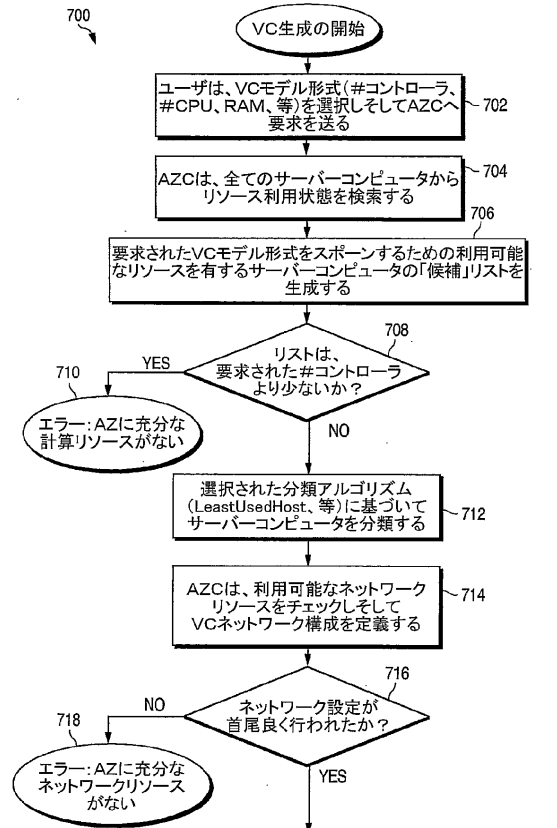 700
VC生成の開始
ユーザは、VCモデル形式(#コントローラ、
#CPU、RAM、等)を選択しそしてAZCへ
要求を送る
702
AZCは、全てのサーバーコンピュータから
リソース利用状態を検索する
704
706
要求されたVCモデル形式をスポーンするための利用可能
なリソースを有するサーバーコンピュータの「候補」リストを
生成する
708
リストは、
要求された#コントローラ
より少ないか?
YES
710
エラー:AZに充分な
計算リソースがない
NO
選択された分類アルゴリズム
(LeastUsedHost、等)に基づいて
サーバーコンピュータを分類する
712
AZCは、利用可能なネットワーク
リソースをチェックしそして
VCネットワーク構成を定義する
714
716
ネットワーク設定が
首尾良く行われたか?
NO
718
エラー:AZに充分な
ネットワークリソース
がない
YES